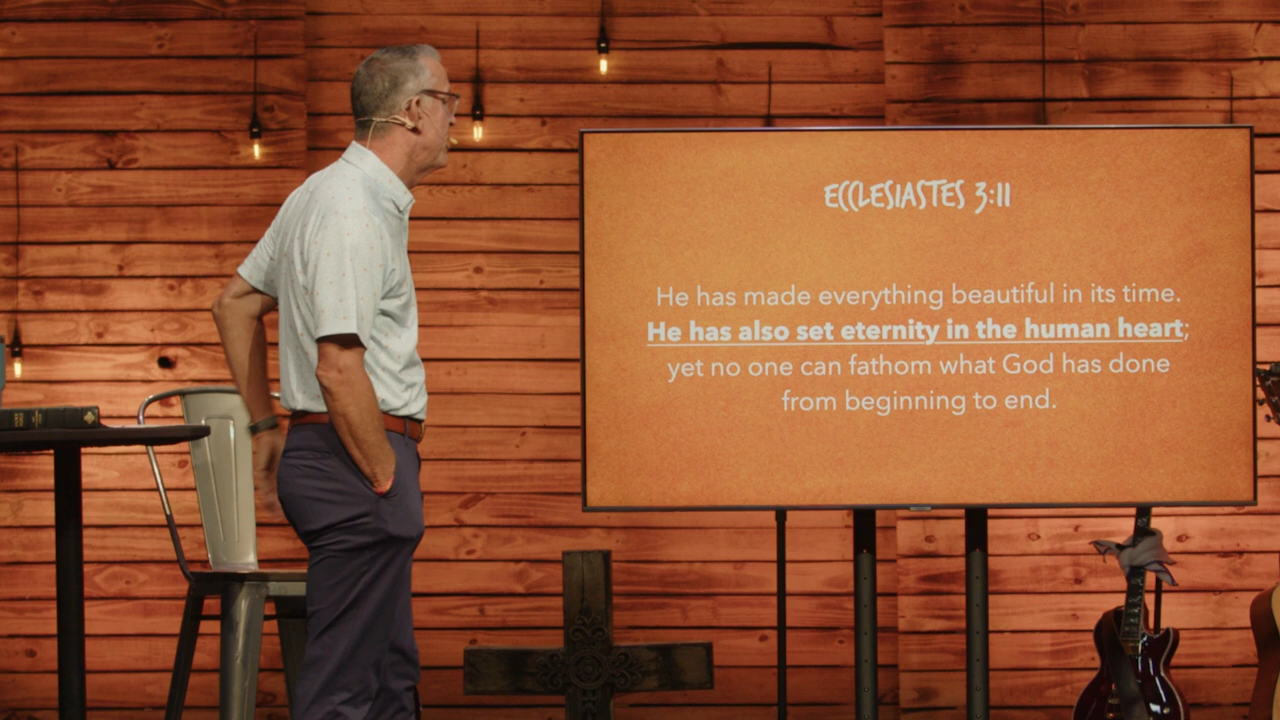 ECCLESIASTES 3:11
He has made everything beautiful in its time.
He has also set eternity in the human heart;
yet no one can fathom what God has done
from beginning to end.